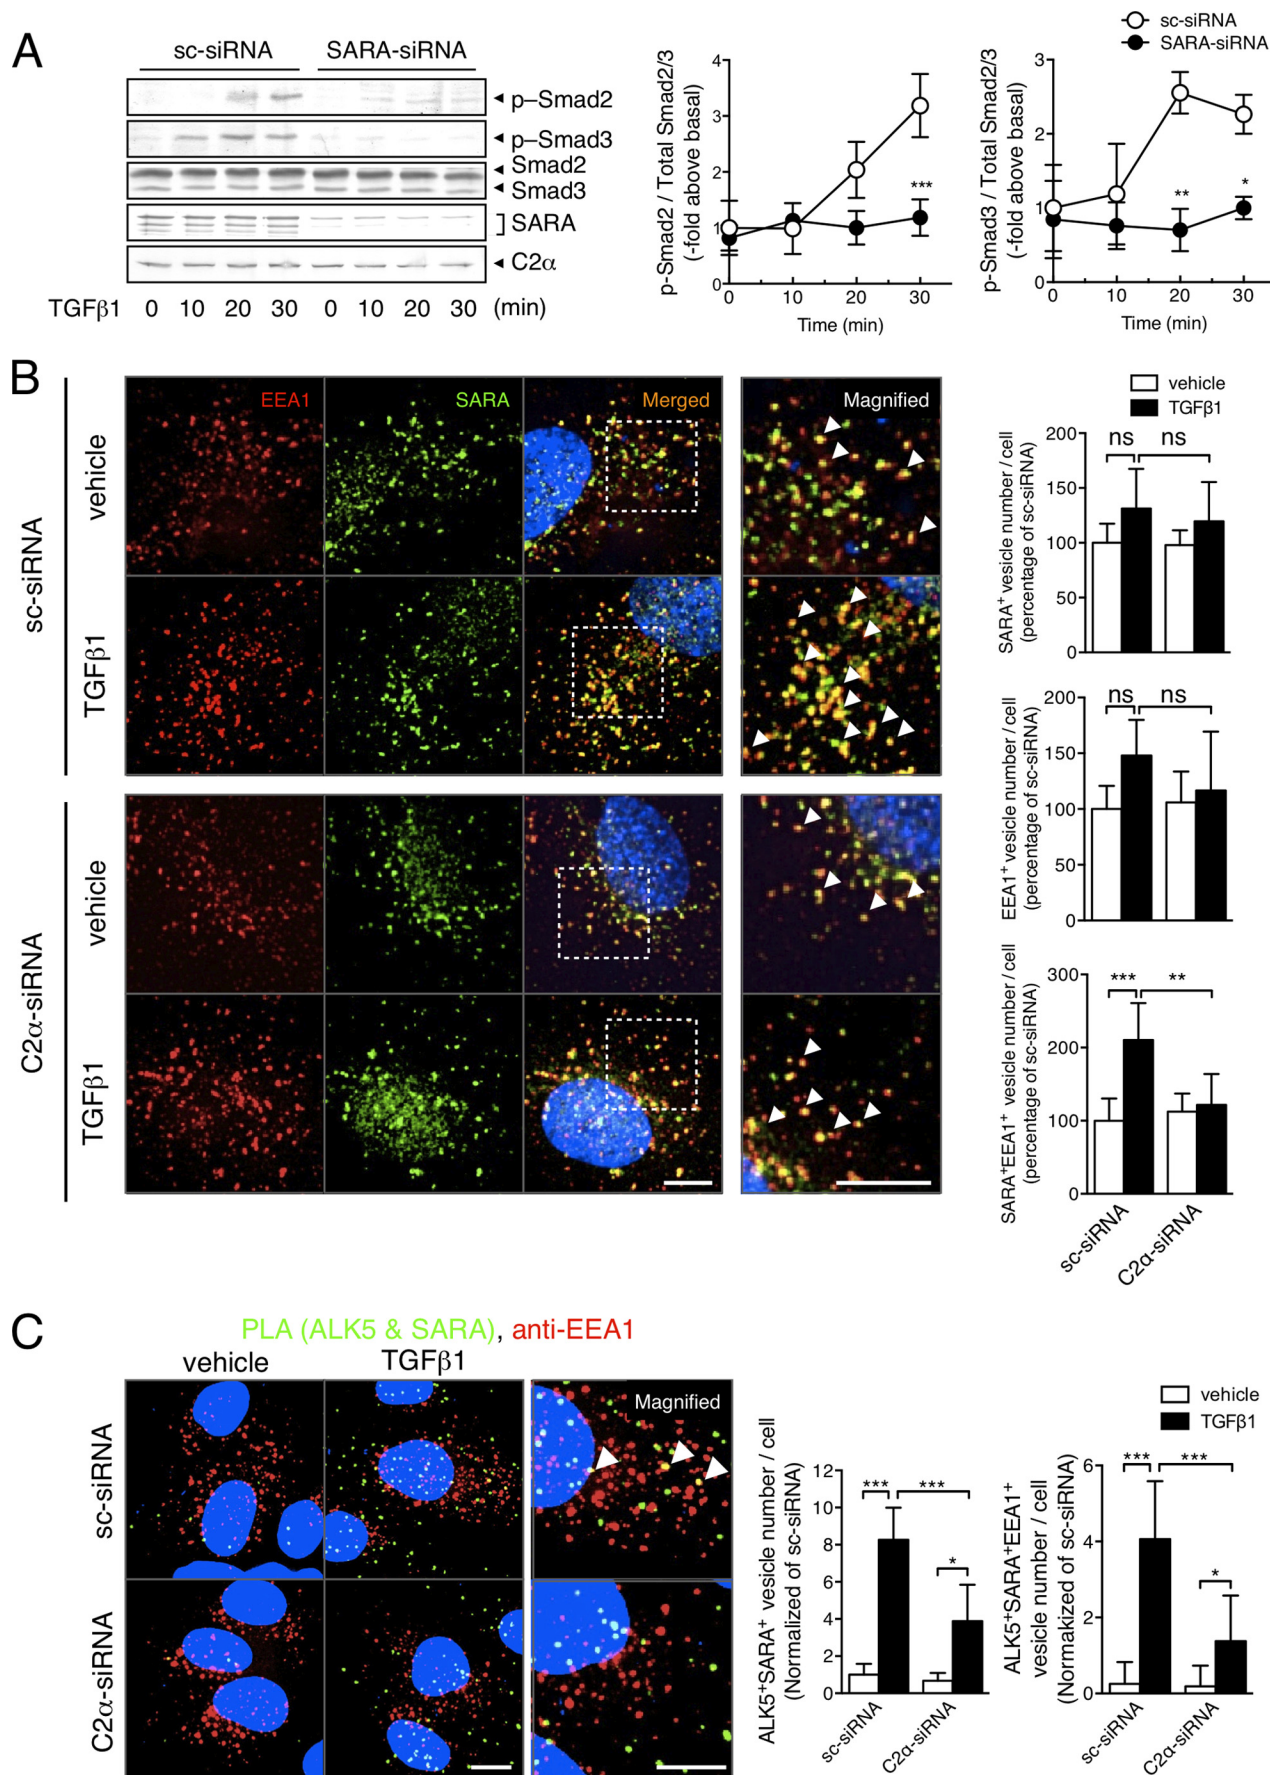 A
sc-siRNA SARA-siRNA
p–Smad2
p–Smad3
Smad2
Smad3
SARA
C2α
TGFβ1 0 10 20 30 0 10 20 30 (min)
p-Smad2 / Total Smad2/3
(-fold above basal)
4
3
2
1
0
***
0 10 20 30
Time (min)
sc-siRNA
SARA-siRNA
p-Smad3 / Total Smad2/3
(-fold above basal)
3
2
1
0
**
*
0 10 20 30
Time (min)
B
EEA1 SARA Merged Magnified
sc-siRNA
vehicle
TGFβ1
C2α-siRNA
vehicle
TGFβ1
vehicle
TGFβ1
SARA⁺ vesicle number / cell
(percentage of sc-siRNA)
200
150
100
50
0
ns ns
EEA1⁺ vesicle number / cell
(percentage of sc-siRNA)
200
150
100
50
0
ns ns
SARA⁺EEA1⁺ vesicle number / cell
(percentage of sc-siRNA)
300
200
100
0
*** **
sc-siRNA C2α-siRNA
C
PLA (ALK5 & SARA), anti-EEA1
vehicle TGFβ1
Magnified
sc-siRNA
C2α-siRNA
ALK5⁺SARA⁺ vesicle number / cell
(Normalized of sc-siRNA)
12
10
8
6
4
2
0
*** ***
*
sc-siRNA C2α-siRNA
vehicle
TGFβ1
ALK5⁺SARA⁺EEA1⁺
vesicle number / cell
(Normakized of sc-siRNA)
6
4
2
0
*** ***
*
sc-siRNA C2α-siRNA